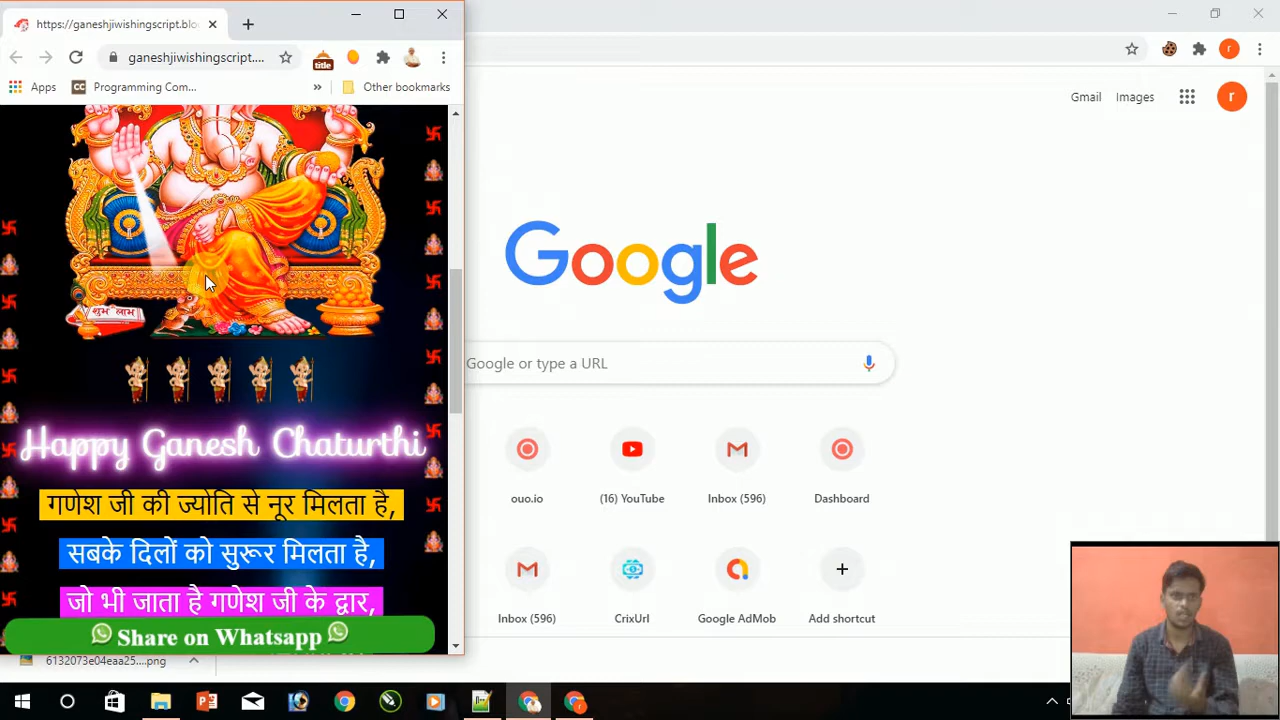 https://ganeshjiwishingscript.blo
ganeshjiwishingscript....
title
Apps
CC
Programming Com...
»
Other bookmarks
r
Gmail
Images
r
शुभ लाभ
Google
Google or type a URL
Happy Ganesh Chaturthi
गणेश जी की ज्योति से नूर मिलता है,
सबके दिलों को सुरूर मिलता है,
जो भी जाता है गणेश जी के द्वार,
Share on Whatsapp
ouo.io
(16) YouTube
Inbox (596)
Dashboard
Inbox (596)
CrixUrl
Google AdMob
Add shortcut
6132073e04eaa25....png